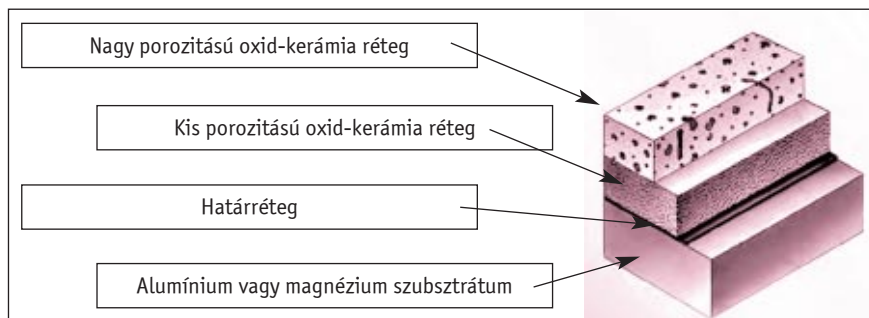 Nagy porozitású oxid-kerámia réteg
Kis porozitású oxid-kerámia réteg
Határréteg
Alumínium vagy magnézium szubsztrátum